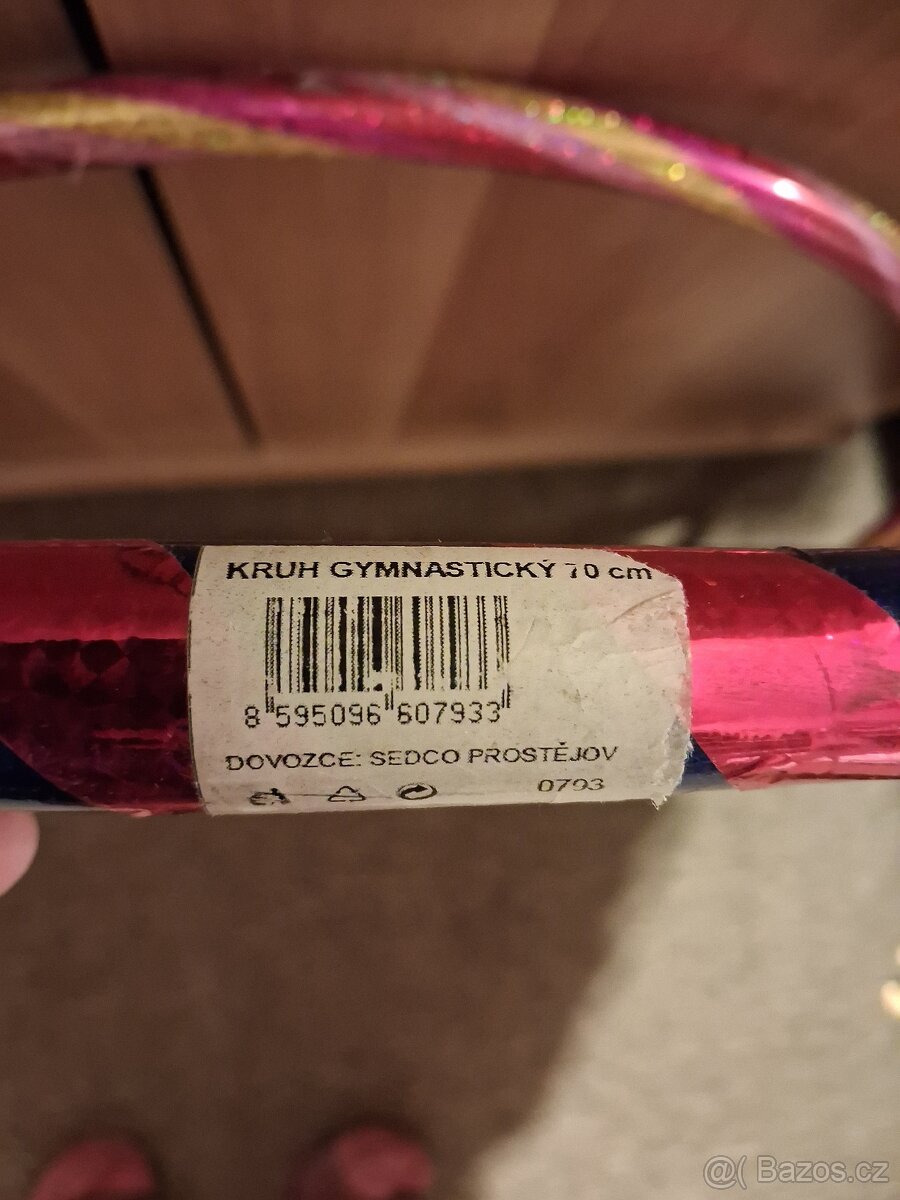 KRUH GYMNASTICKÝ 70 cm
8 595096 607933
DOVOZCE: SEDCO PROSTĚJOV
0793
@( Bazos.cz